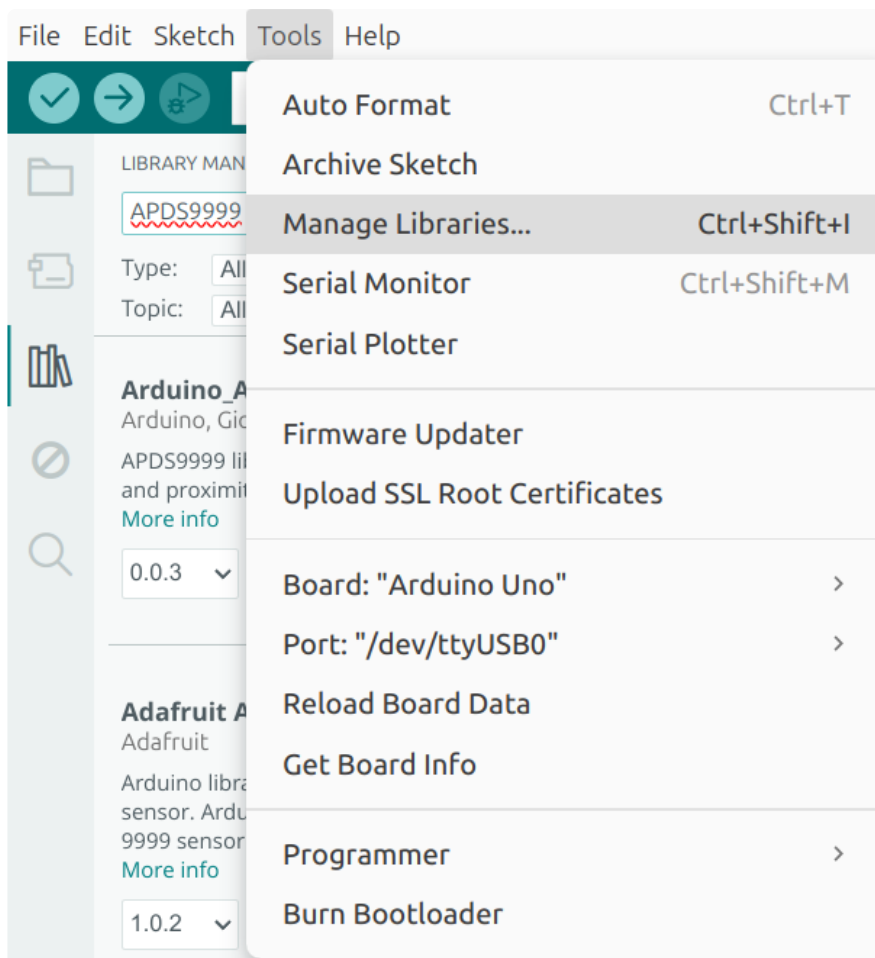 File Edit Sketch Tools Help
LIBRARY MAN
APDS9999
Type: All
Topic: All
Arduino_A
Arduino, Gio
APDS9999 lib
and proximit
More info
0.0.3
Adafruit A
Adafruit
Arduino libra
sensor. Ardu
9999 sensor
More info
1.0.2
Auto Format Ctrl+T
Archive Sketch
Manage Libraries... Ctrl+Shift+I
Serial Monitor Ctrl+Shift+M
Serial Plotter
Firmware Updater
Upload SSL Root Certificates
Board: "Arduino Uno"
Port: "/dev/ttyUSB0"
Reload Board Data
Get Board Info
Programmer
Burn Bootloader